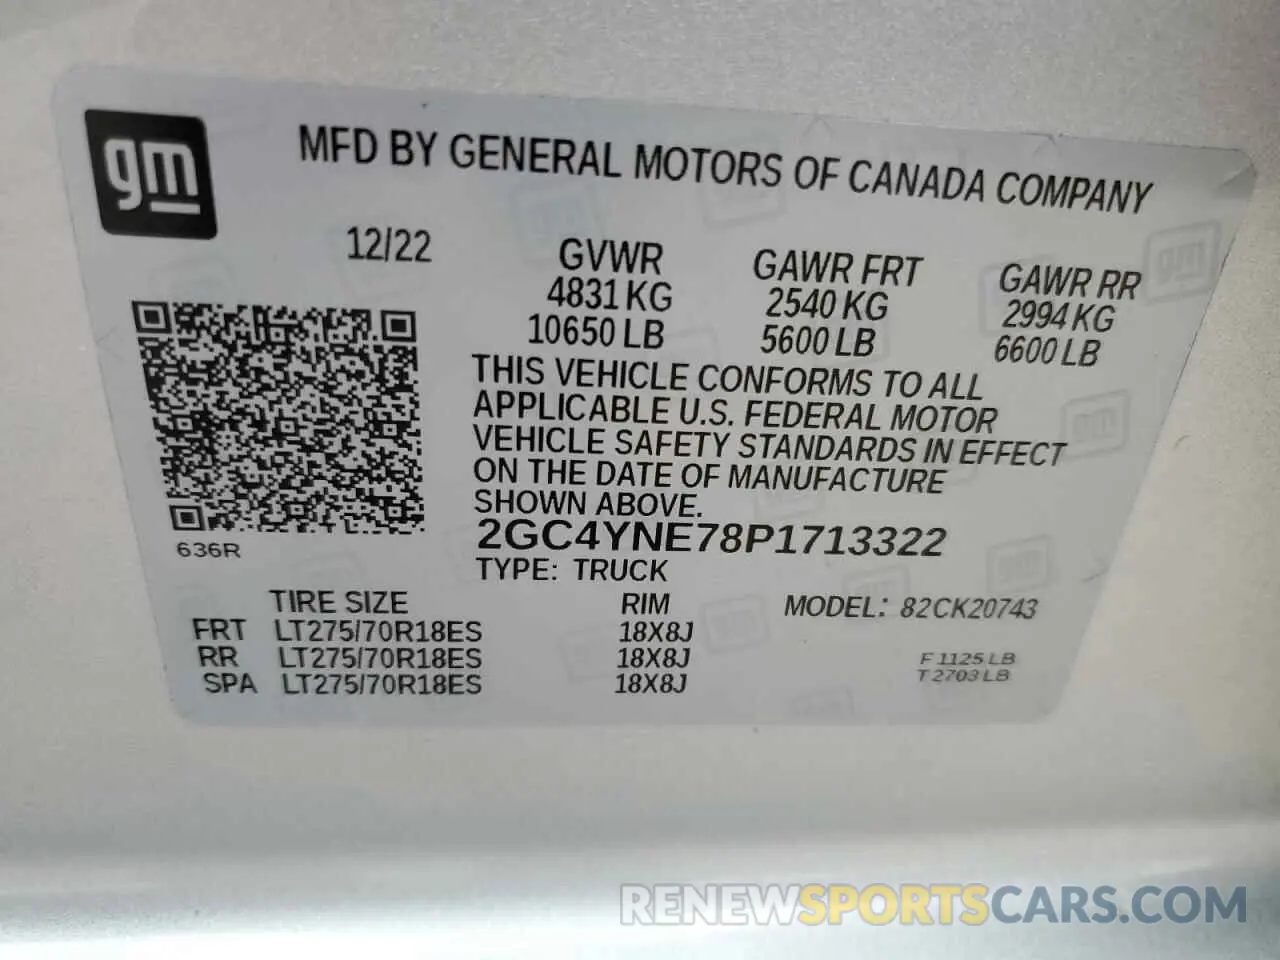 gm
MFD BY GENERAL MOTORS OF CANADA COMPANY
12/22 GVWR GAWR FRT GAWR RR
4831 KG 2540 KG 2994 KG
10650 LB 5600 LB 6600 LB
THIS VEHICLE CONFORMS TO ALL
APPLICABLE U.S. FEDERAL MOTOR
VEHICLE SAFETY STANDARDS IN EFFECT
ON THE DATE OF MANUFACTURE
SHOWN ABOVE.
636R
2GC4YNE78P1713322
TYPE: TRUCK
TIRE SIZE RIM MODEL: 82CK20743
FRT LT275/70R18ES 18X8J
RR LT275/70R18ES 18X8J F 1125 LB
SPA LT275/70R18ES 18X8J T 2703 LB
RENEWSPORTSCARS.COM